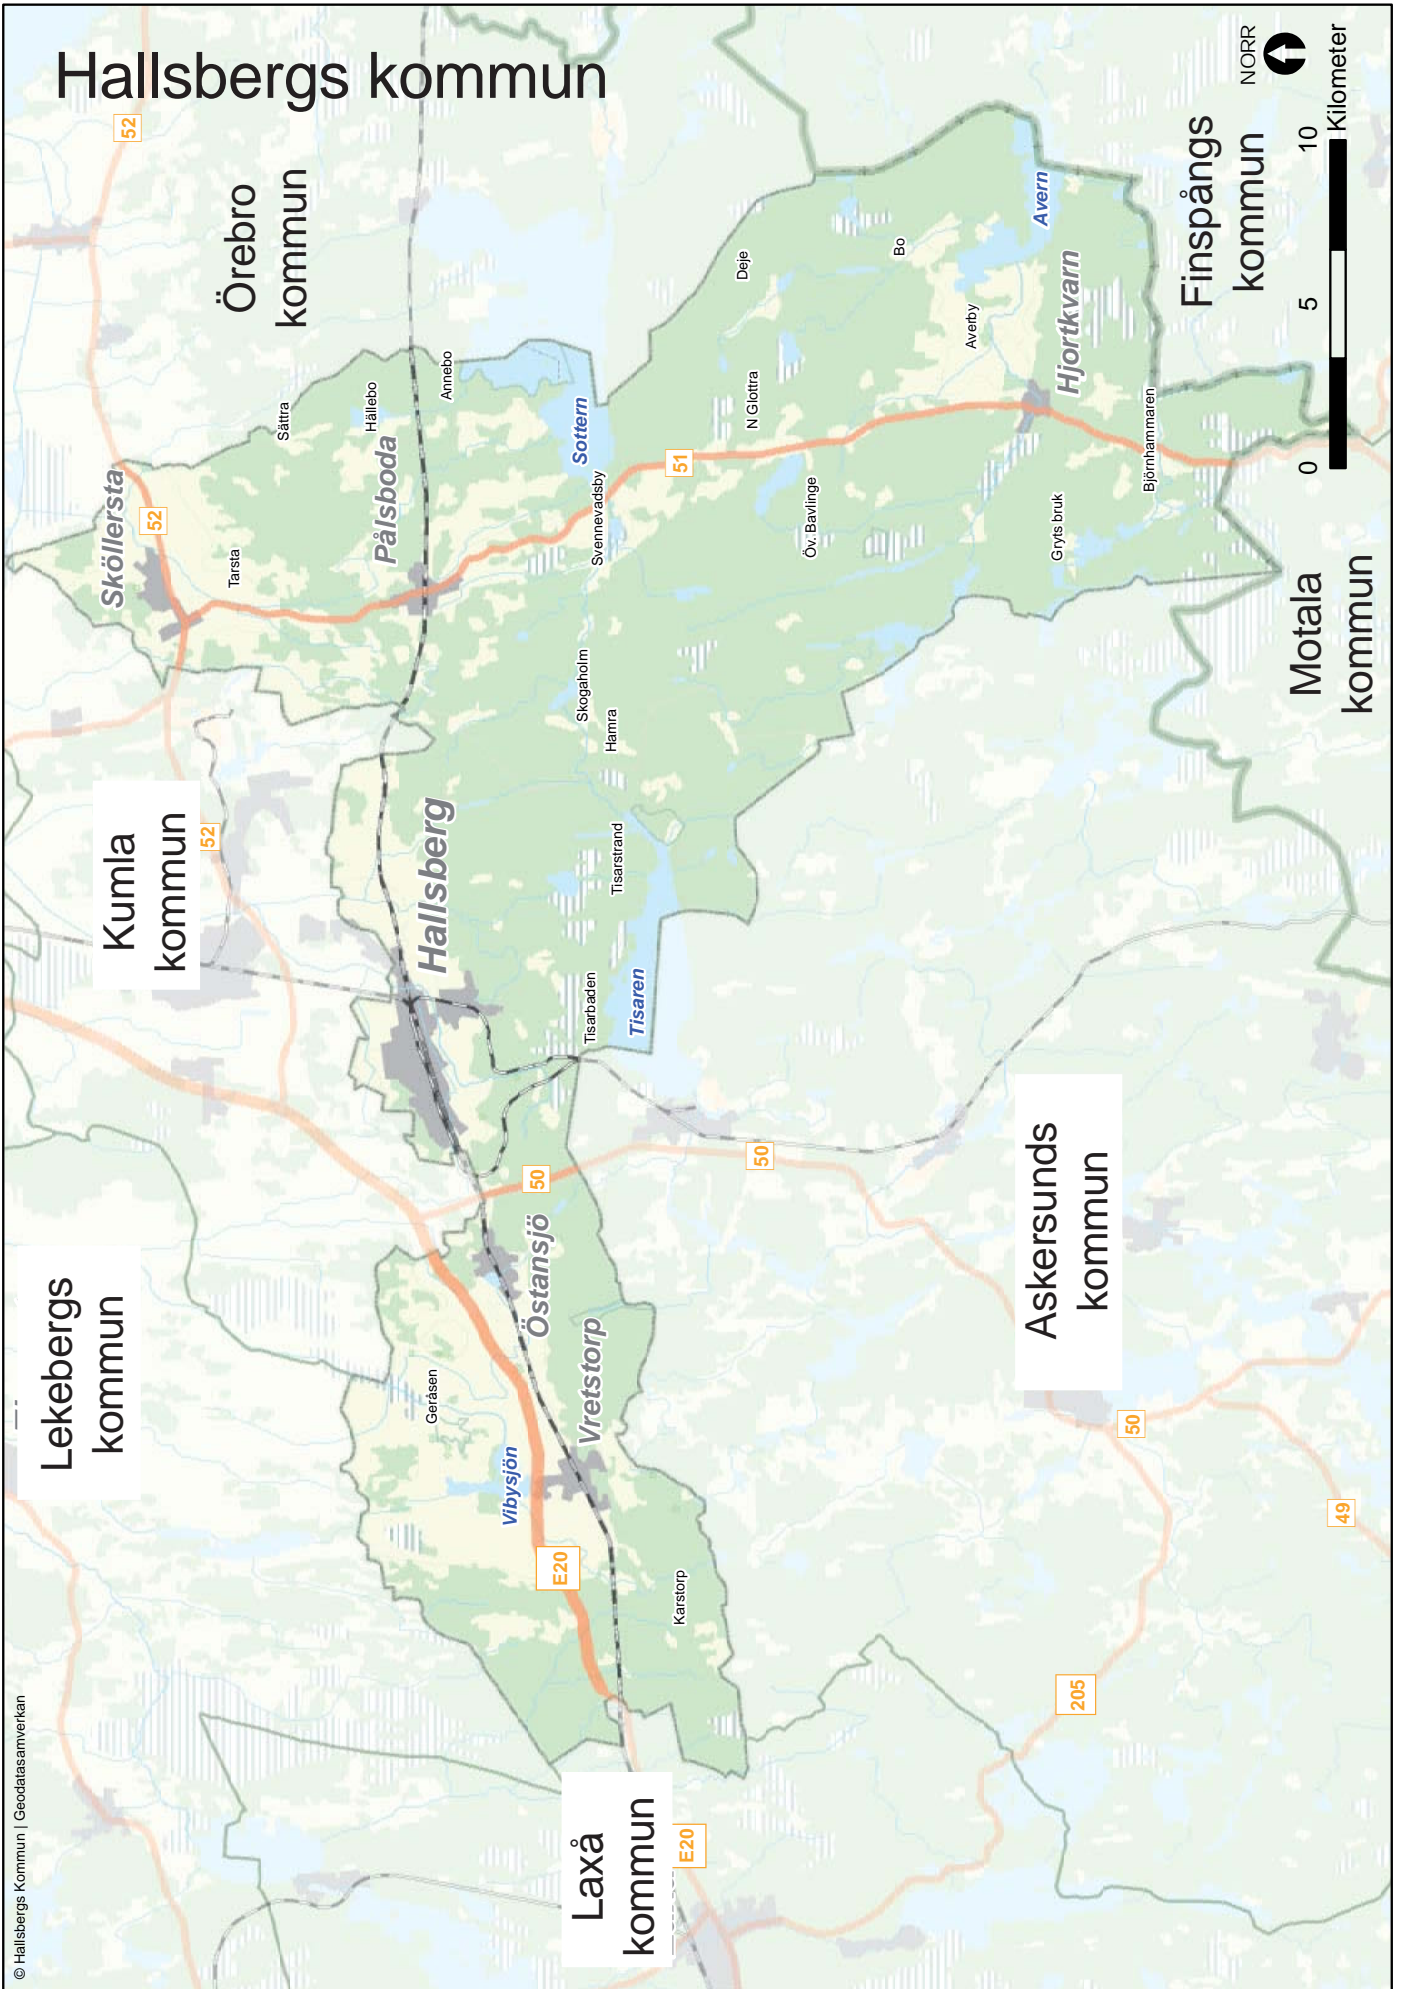 Hallsbergs kommun
© Hallsbergs Kommun | Geodatasamverkan
Lekebergs
kommun
Kumla
kommun
Örebro
kommun
Laxå
kommun
Askersunds
kommun
Motala
kommun
Finspångs
kommun
NORR
0
5
10
Kilometer
Sköllersta
Pålsboda
Hallsberg
Östansjö
Vretstorp
Hjortkvarn
Vibysjön
Tisaren
Sottern
Avern
Tarsta
Sättra
Hällebo
Annebo
Svennevadsby
Skogaholm
Hamra
Tisarstrand
Tisarbaden
Geråsen
Karstorp
Deje
N Glottra
Öv. Bavlinge
Bo
Averby
Gryts bruk
Björnhammaren
52
52
52
51
50
50
50
49
205
E20
E20